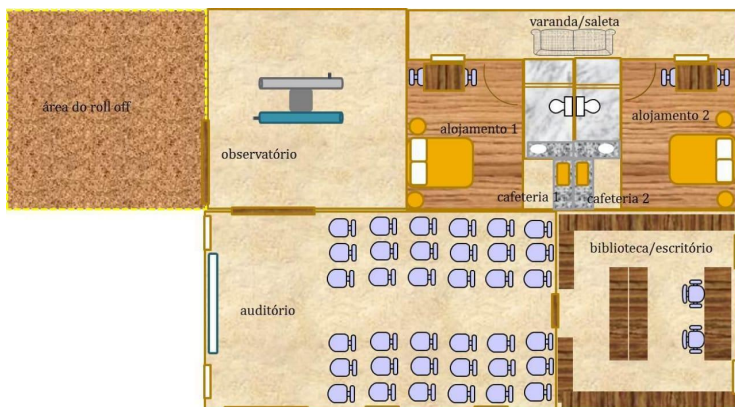 varanda/saleta
área do roll off
alojamento 1
alojamento 2
observatório
cafeteria 1
cafeteria 2
biblioteca/escritório
auditório